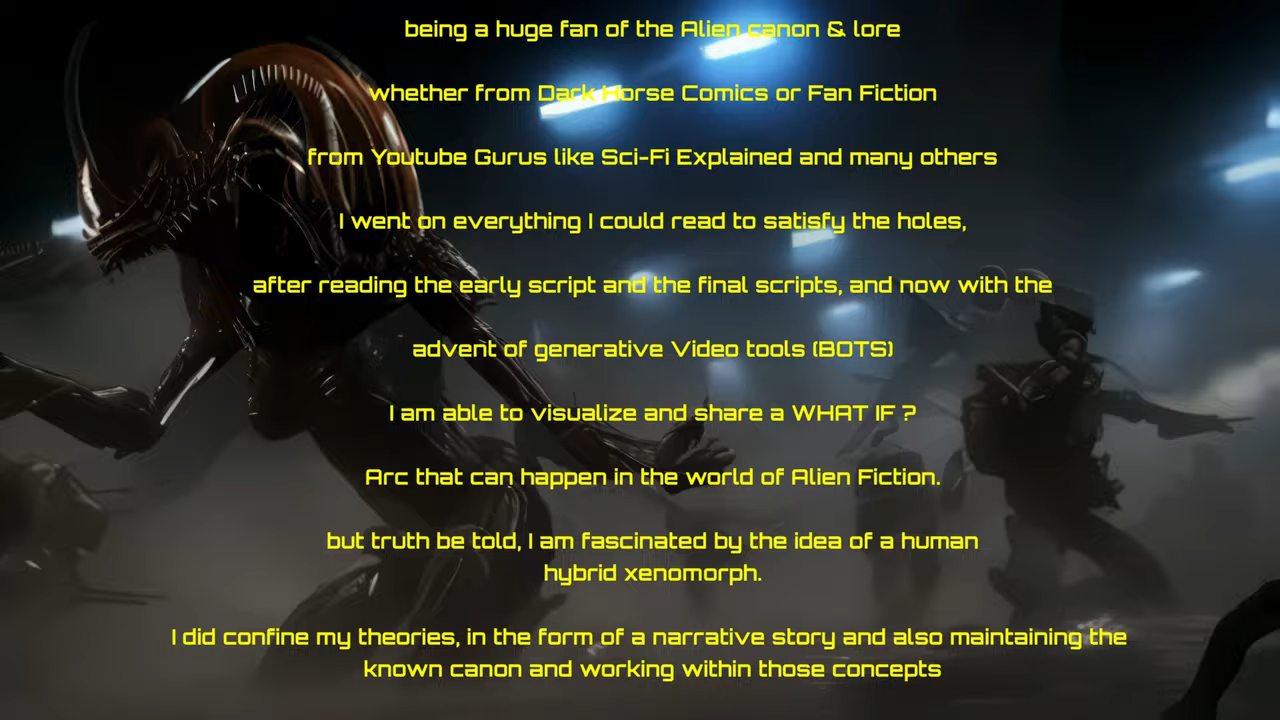 being a huge fan of the Alien canon & lore
whether from Dark Horse Comics or Fan Fiction
from Youtube Gurus like Sci-Fi Explained and many others
I went on everything I could read to satisfy the holes,
after reading the early script and the final scripts, and now with the
advent of generative Video tools (BOTS)
I am able to visualize and share a WHAT IF ?
Arc that can happen in the world of Alien Fiction.
but truth be told, I am fascinated by the idea of a human
hybrid xenomorph.
I did confine my theories, in the form of a narrative story and also maintaining the
known canon and working within those concepts